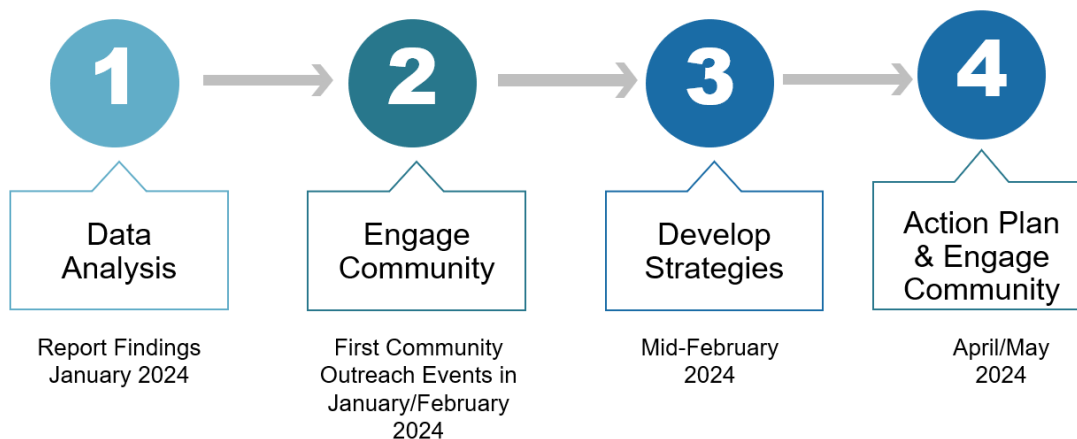 1
2
3
4
Data
Analysis
Engage
Community
Develop
Strategies
Action Plan
& Engage
Community
Report Findings
January 2024
First Community
Outreach Events in
January/February
2024
Mid-February
2024
April/May
2024